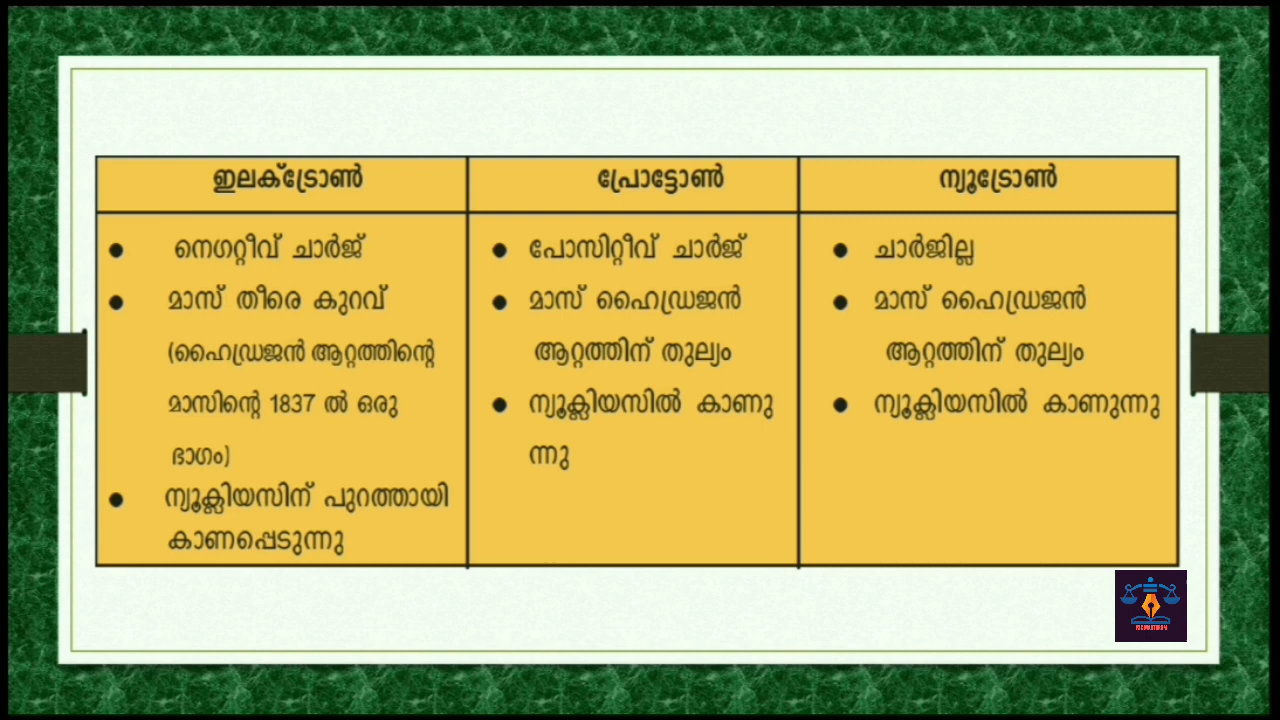 ഇലക്ട്രോൺ
നെഗറ്റീവ് ചാർജ്
മാസ് തീരെ കുറവ്
(ഹൈഡ്രജൻ ആറ്റത്തിന്റെ
മാസിന്റെ 1837 ൽ ഒരു
ഭാഗം)
ന്യൂക്ലിയസിന് പുറത്തായി
കാണപ്പെടുന്നു
പ്രോട്ടോൺ
പോസിറ്റീവ് ചാർജ്
മാസ് ഹൈഡ്രജൻ
ആറ്റത്തിന് തുല്യം
ന്യൂക്ലിയസിൽ കാണു
ന്നു
ന്യൂട്രോൺ
ചാർജില്ല
മാസ് ഹൈഡ്രജൻ
ആറ്റത്തിന് തുല്യം
ന്യൂക്ലിയസിൽ കാണുന്നു